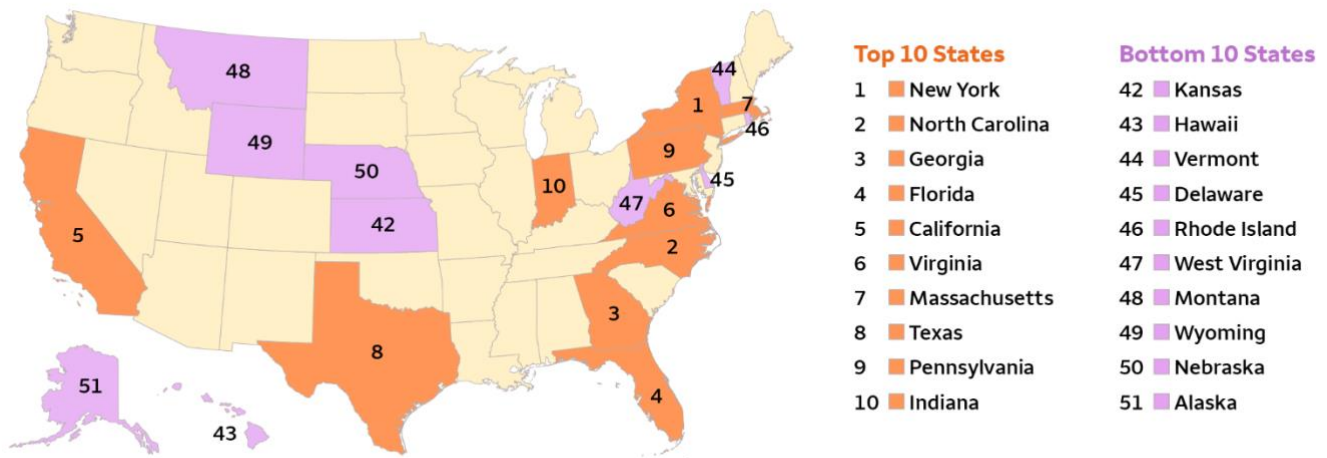 48
49
50
42
5
8
51
43
10
1
44
7
46
9
45
47
6
2
3
4
Top 10 States
1 New York
2 North Carolina
3 Georgia
4 Florida
5 California
6 Virginia
7 Massachusetts
8 Texas
9 Pennsylvania
10 Indiana
Bottom 10 States
42 Kansas
43 Hawaii
44 Vermont
45 Delaware
46 Rhode Island
47 West Virginia
48 Montana
49 Wyoming
50 Nebraska
51 Alaska